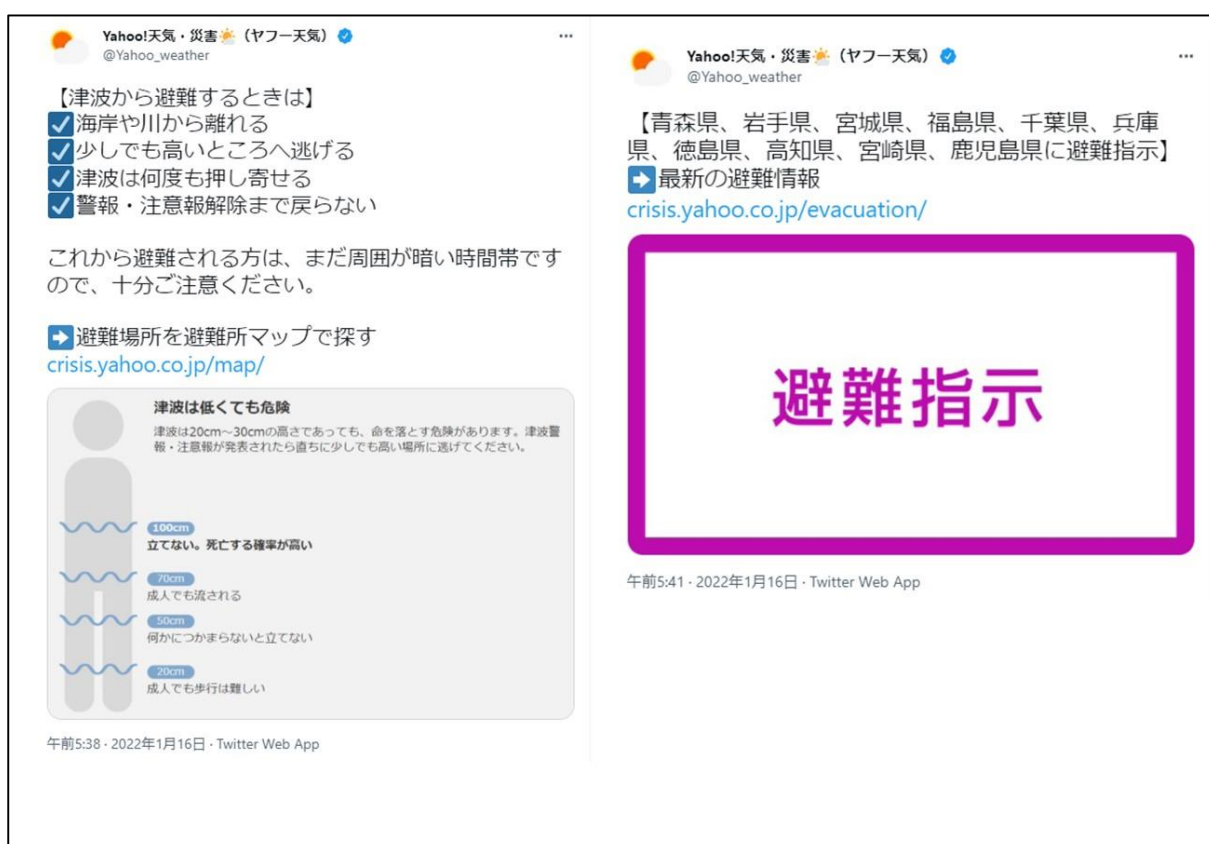 Yahoo!天気・災害☀️（ヤフー天気）
@Yahoo_weather
【津波から避難するときは】
☑海岸や川から離れる
☑少しでも高いところへ逃げる
☑津波は何度も押し寄せる
☑警報・注意報解除まで戻らない
これから避難される方は、まだ周囲が暗い時間帯です
ので、十分ご注意ください。
➡避難場所を避難所マップで探す
crisis.yahoo.co.jp/map/
津波は低くても危険
津波は20cm～30cmの高さであっても、命を落とす危険があります。津波警
報・注意報が発表されたら直ちに少しでも高い場所に逃げてください。
100cm
立てない。死亡する確率が高い
70cm
成人でも流される
50cm
何かにつかまらないと立てない
20cm
成人でも歩行は難しい
午前5:38 · 2022年1月16日 · Twitter Web App
Yahoo!天気・災害☀️（ヤフー天気）
@Yahoo_weather
【青森県、岩手県、宮城県、福島県、千葉県、兵庫
県、徳島県、高知県、宮崎県、鹿児島県に避難指示】
➡最新の避難情報
crisis.yahoo.co.jp/evacuation/
避難指示
午前5:41 · 2022年1月16日 · Twitter Web App